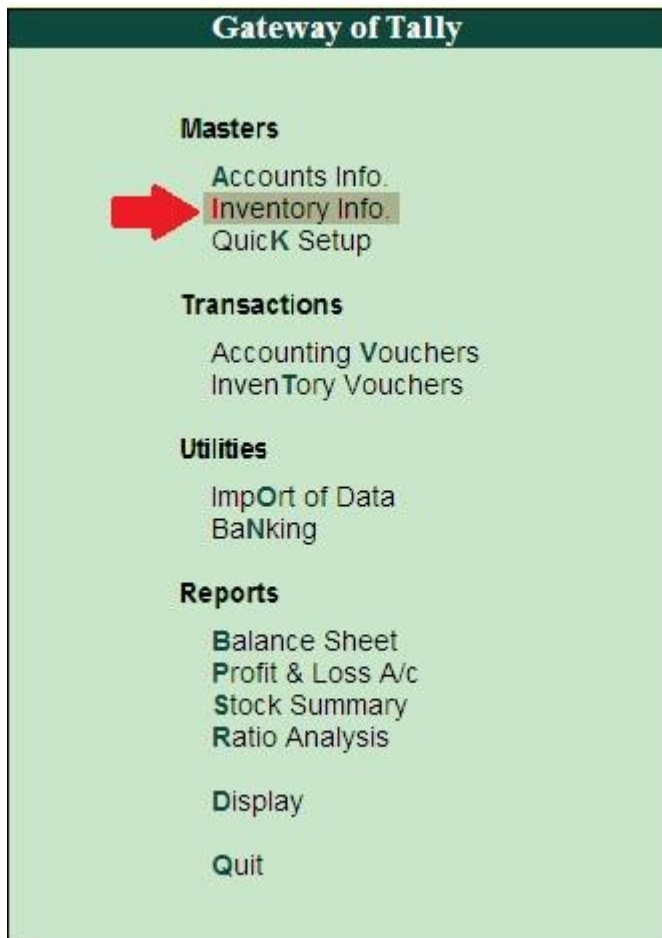 Gateway of Tally
Masters
Accounts Info.
Inventory Info.
QuicK Setup
Transactions
Accounting Vouchers
InvenTory Vouchers
Utilities
ImpOrt of Data
BaNking
Reports
Balance Sheet
Profit & Loss A/c
Stock Summary
Ratio Analysis
Display
Quit